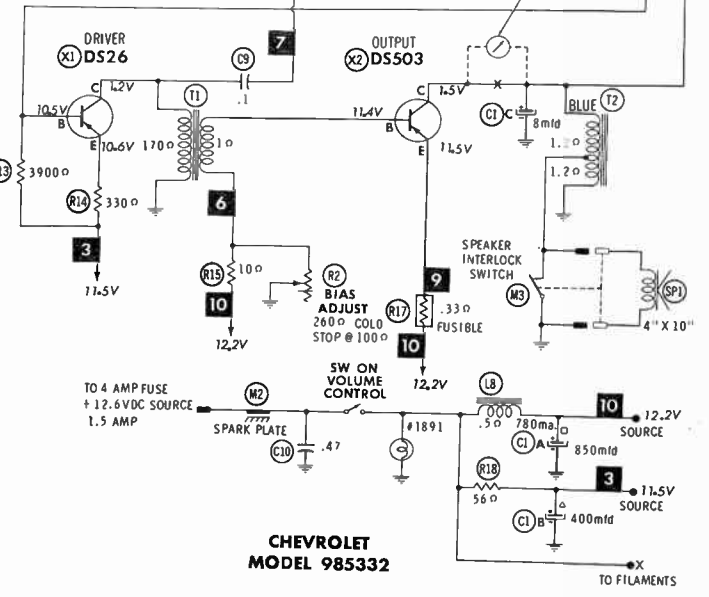 DRIVER
X1 DS26
C9
7
OUTPUT
X2 DS503
C
1.2V
.1
C
1.5V
T1
10.5V
B
11.4V
B
C1 C
8mfd
BLUE T2
E
10.6V
170Ω
1Ω
E
11.5V
1.2Ω
3900Ω
R14 330Ω
6
3
11.5V
SPEAKER
INTERLOCK
SWITCH
R15 10Ω
R2
BIAS
ADJUST
260Ω COLD
STOP @ 100Ω
9
R17 .33Ω
FUSIBLE
M3
SP1
4" X 10"
10
12.2V
10
12.2V
TO 4 AMP FUSE
+ 12.6VDC SOURCE
1.5 AMP
M2
SPARK PLATE
SW ON
VOLUME
CONTROL
L8
.5Ω 780ma.
10
12.2V
SOURCE
C10 .47
#1891
C1 A 850mfd
R18
56Ω
3
11.5V
SOURCE
C1 B 400mfd
CHEVROLET
MODEL 985332
X
TO FILAMENTS